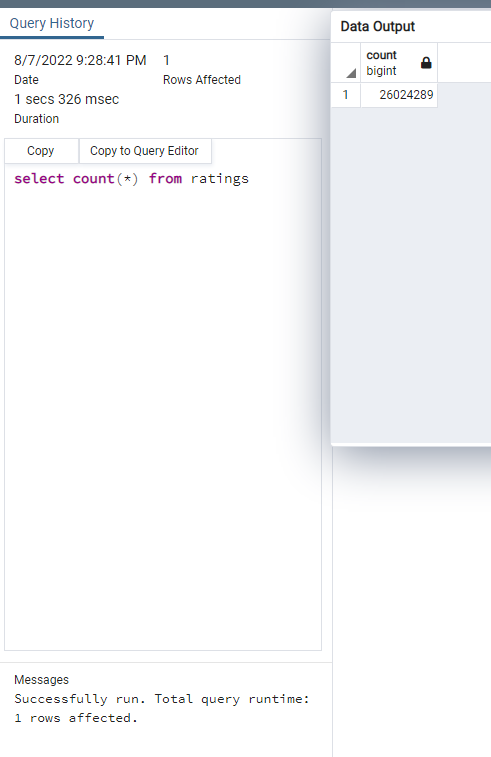 Query History
8/7/2022 9:28:41 PM 1
Date Rows Affected
1 secs 326 msec
Duration
Copy Copy to Query Editor
select count(*) from ratings
Messages
Successfully run. Total query runtime:
1 rows affected.
Data Output
count
bigint
1 26024289